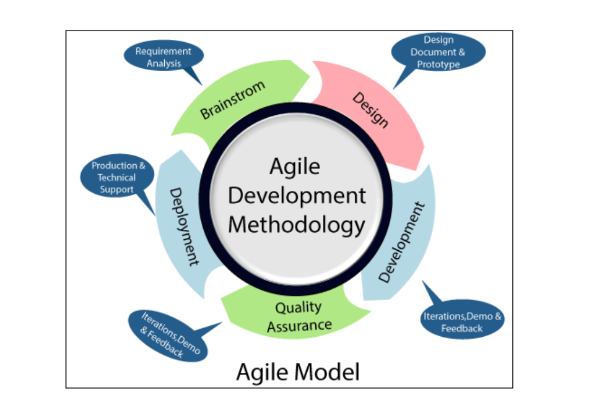 Requirement
Analysis
Design
Document &
Prototype
Brainstrom
Design
Production &
Technical
Support
Deployment
Agile
Development
Methodology
Development
Quality
Assurance
Iterations,Demo
& Feedback
Iterations,Demo &
Feedback
Agile Model